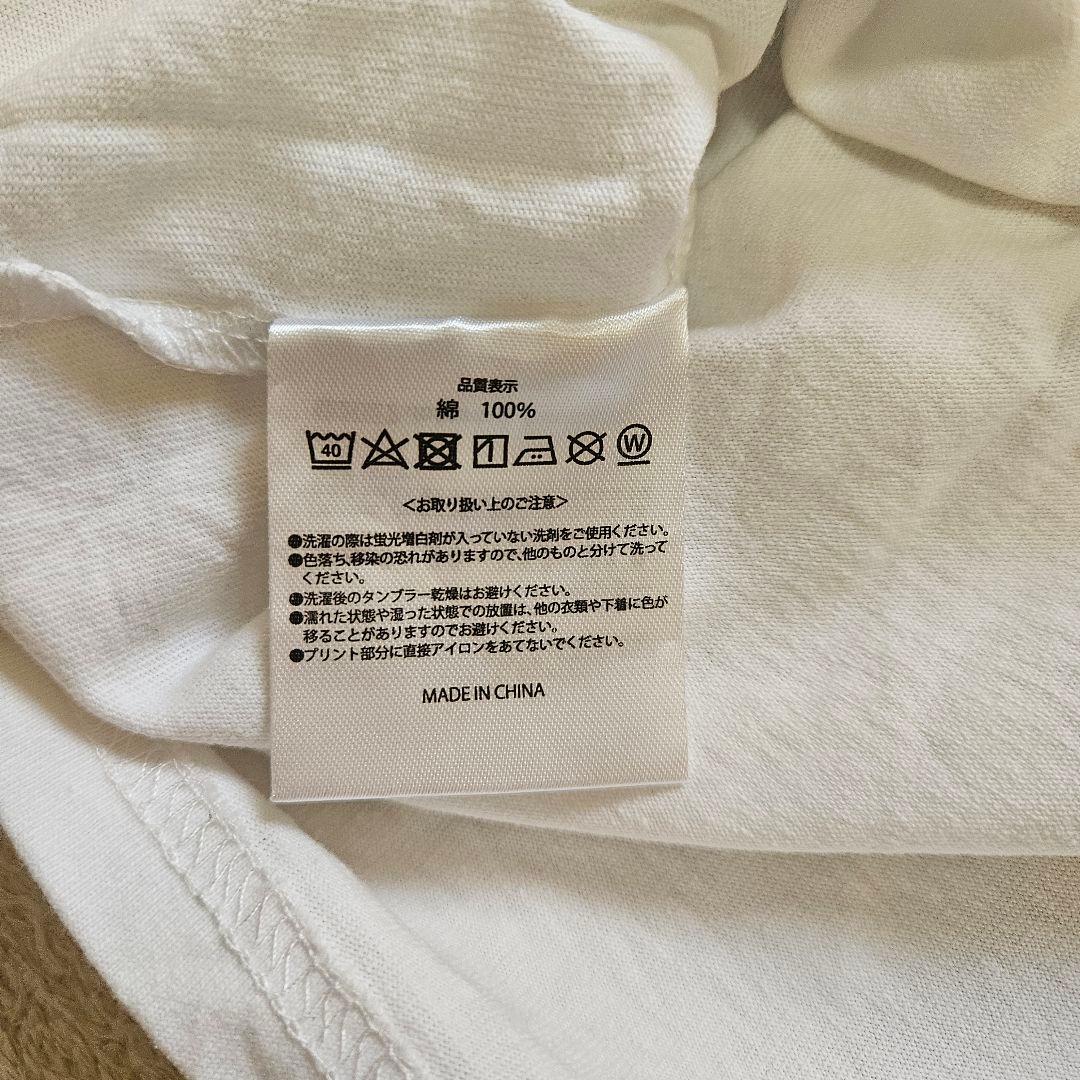 品質表示
綿 100%
40
W
＜お取り扱い上のご注意＞
●洗濯の際は蛍光増白剤が入っていない洗剤をご使用ください。
●色落ち、移染の恐れがありますので、他のものと分けて洗って
ください。
●洗濯後のタンブラー乾燥はお避けください。
●濡れた状態や湿った状態での放置は、他の衣類や下着に色が
移ることがありますのでお避けください。
●プリント部分に直接アイロンをあてないでください。
MADE IN CHINA